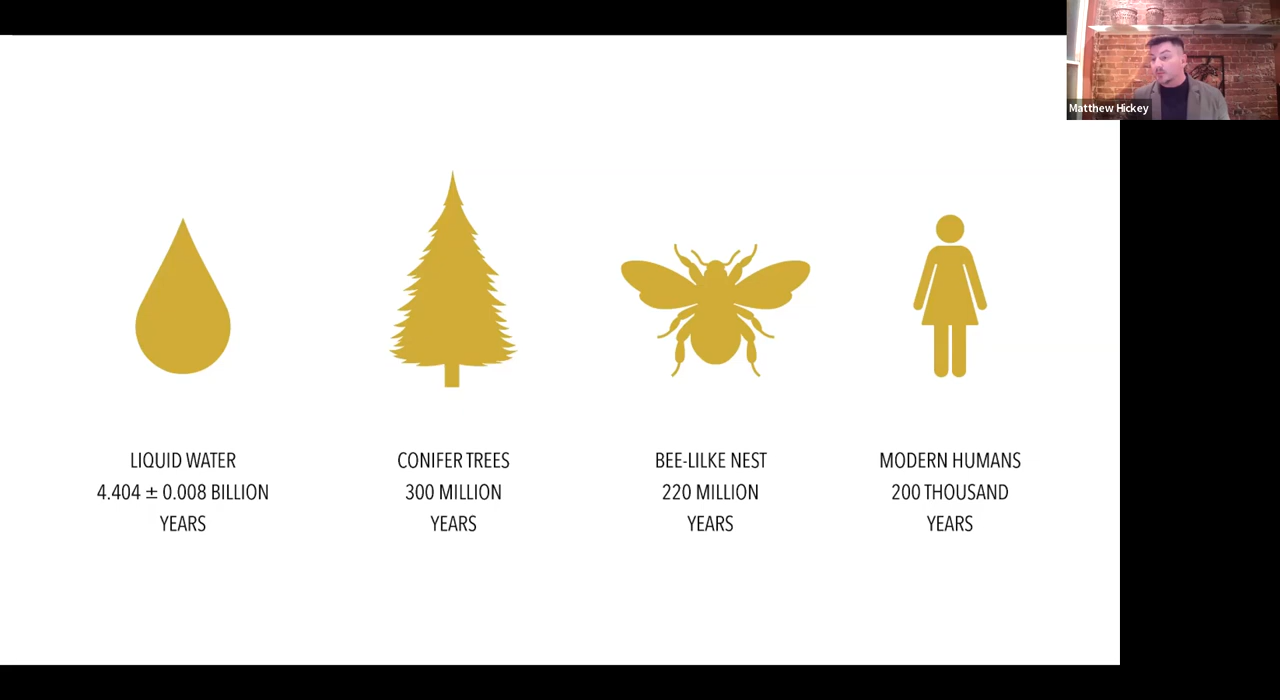 Matthew Hickey
LIQUID WATER
4.404 ± 0.008 BILLION
YEARS
CONIFER TREES
300 MILLION
YEARS
BEE-LILKE NEST
220 MILLION
YEARS
MODERN HUMANS
200 THOUSAND
YEARS